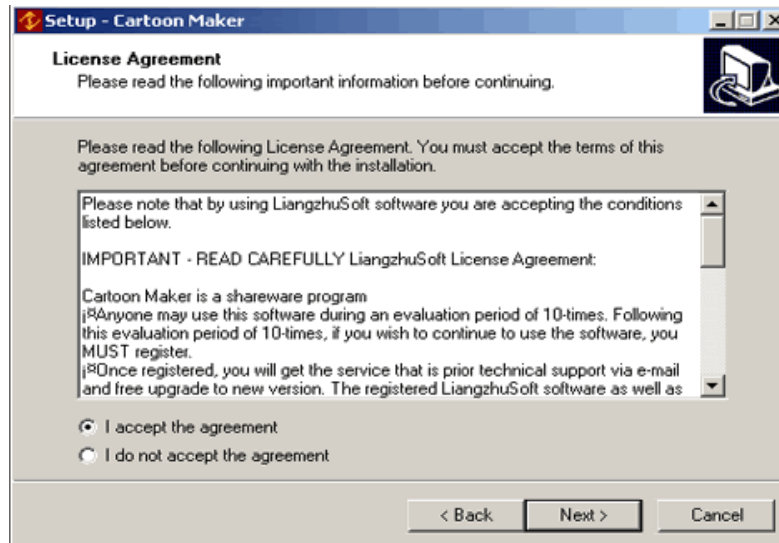 Setup - Cartoon Maker
License Agreement
Please read the following important information before continuing.
Please read the following License Agreement. You must accept the terms of this
agreement before continuing with the installation.
Please note that by using LiangzhuSoft software you are accepting the conditions
listed below.
IMPORTANT - READ CAREFULLY LiangzhuSoft License Agreement:
Cartoon Maker is a shareware program
¡¤Anyone may use this software during an evaluation period of 10-times. Following
this evaluation period of 10-times, if you wish to continue to use the software, you
MUST register.
¡¤Once registered, you will get the service that is prior technical support via e-mail
and free upgrade to new version. The registered LiangzhuSoft software as well as
I accept the agreement
I do not accept the agreement
< Back
Next >
Cancel